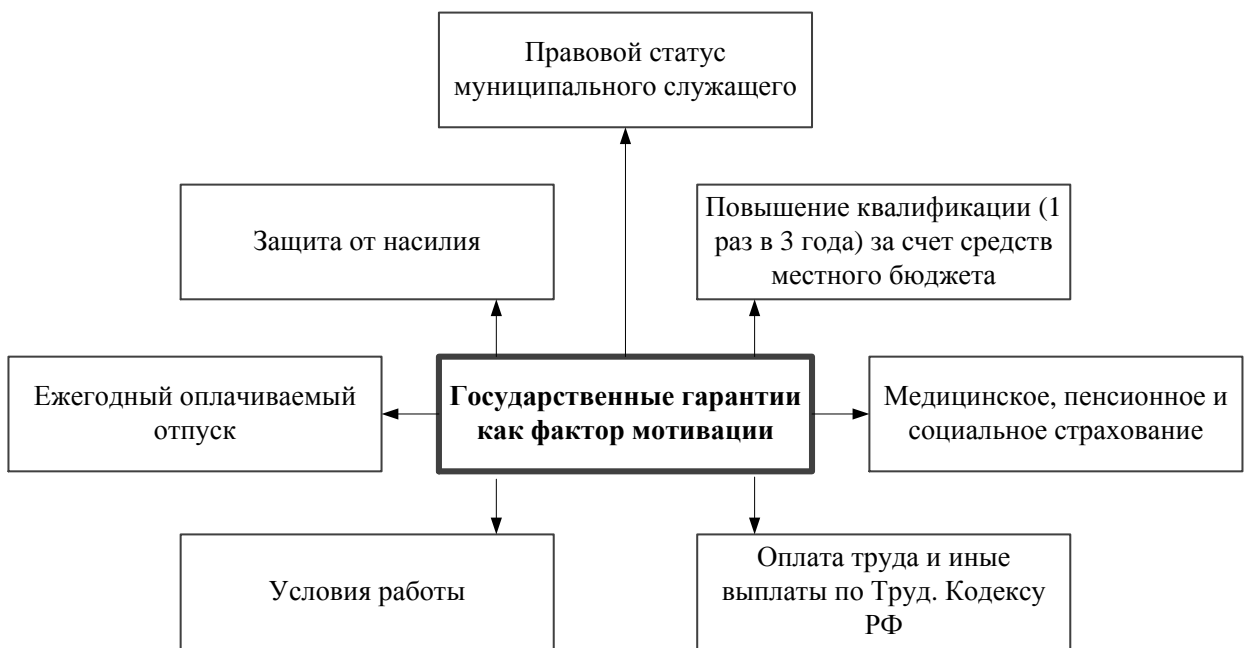 Правовой статус
муниципального служащего
Защита от насилия
Повышение квалификации (1
раз в 3 года) за счет средств
местного бюджета
Ежегодный оплачиваемый
отпуск
Государственные гарантии
как фактор мотивации
Медицинское, пенсионное и
социальное страхование
Условия работы
Оплата труда и иные
выплаты по Труд. Кодексу
РФ